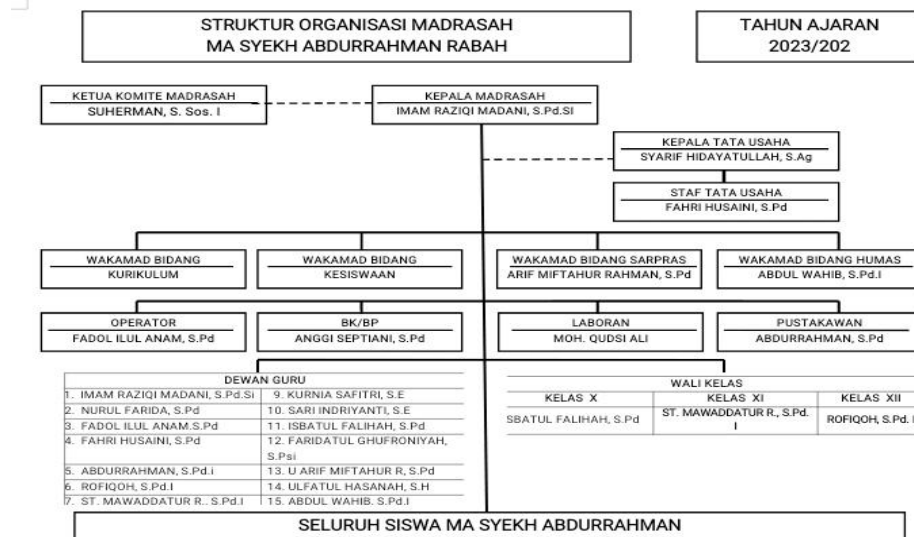 STRUKTUR ORGANISASI MADRASAH
MA SYEKH ABDURRAHMAN RABAH
TAHUN AJARAN
2023/202
KETUA KOMITE MADRASAH
SUHERMAN, S. Sos. I
KEPALA MADRASAH
IMAM RAZIQI MADANI, S.Pd.SI
KEPALA TATA USAHA
SYARIF HIDAYATULLAH, S.Ag
STAF TATA USAHA
FAHRI HUSAINI, S.Pd
WAKAMAD BIDANG
KURIKULUM
WAKAMAD BIDANG
KESISWAAN
WAKAMAD BIDANG SARPRAS
ARIF MIFTAHUR RAHMAN, S.Pd
WAKAMAD BIDANG HUMAS
ABDUL WAHIB, S.Pd.I
OPERATOR
FADOL ILUL ANAM, S.Pd
BK/BP
ANGGI SEPTIANI, S.Pd
LABORAN
MOH. QUDSI ALI
PUSTAKAWAN
ABDURRAHMAN, S.Pd
DEWAN GURU
1. IMAM RAZIQI MADANI, S.Pd.Si
2. NURUL FARIDA, S.Pd
3. FADOL ILUL ANAM.S.Pd
4. FAHRI HUSAINI, S.Pd
5. ABDURRAHMAN, S.Pd.i
6. ROFIQOH, S.Pd.I
7. ST. MAWADDATUR R.. S.Pd.I
9. KURNIA SAFITRI, S.E
10. SARI INDRIYANTI, S.E
11. ISBATUL FALIHAH, S.Pd
12. FARIDATUL GHUFRONIYAH,
S.Psi
13. U ARIF MIFTAHUR R, S.Pd
14. ULFATUL HASANAH, S.H
15. ABDUL WAHIB. S.Pd.I
WALI KELAS
KELAS X
SBATUL FALIHAH, S.Pd
KELAS XI
ST. MAWADDATUR R., S.Pd.
I
KELAS XII
ROFIQOH, S.Pd. I
SELURUH SISWA MA SYEKH ABDURRAHMAN